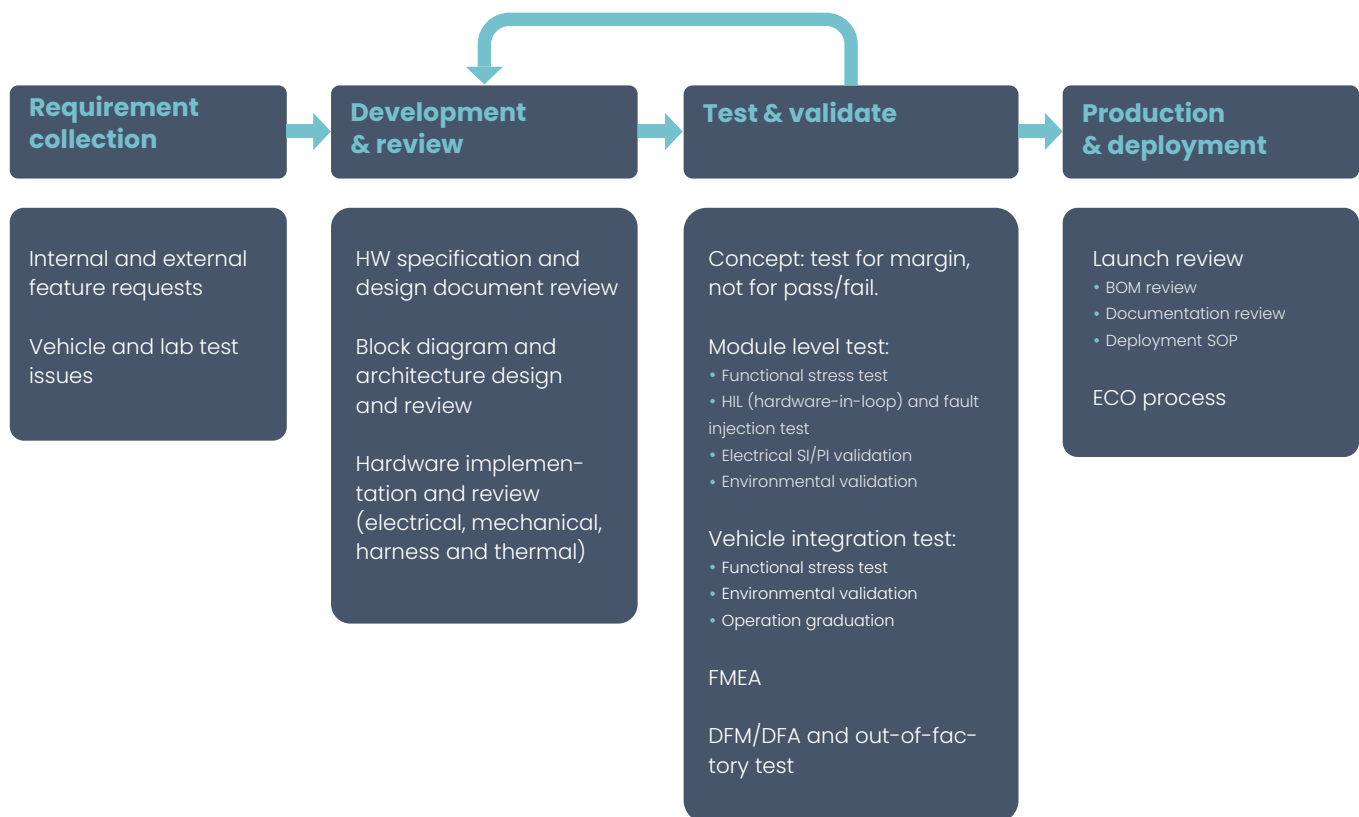 Requirement
collection
Development
& review
Test & validate
Production
& deployment
Internal and external
feature requests
Vehicle and lab test
issues
HW specification and
design document review
Block diagram and
architecture design
and review
Hardware implemen-
tation and review
(electrical, mechanical,
harness and thermal)
Concept: test for margin,
not for pass/fail.
Module level test:
• Functional stress test
• HIL (hardware-in-loop) and fault
injection test
• Electrical SI/PI validation
• Environmental validation
Vehicle integration test:
• Functional stress test
• Environmental validation
• Operation graduation
FMEA
DFM/DFA and out-of-fac-
tory test
Launch review
• BOM review
• Documentation review
• Deployment SOP
ECO process